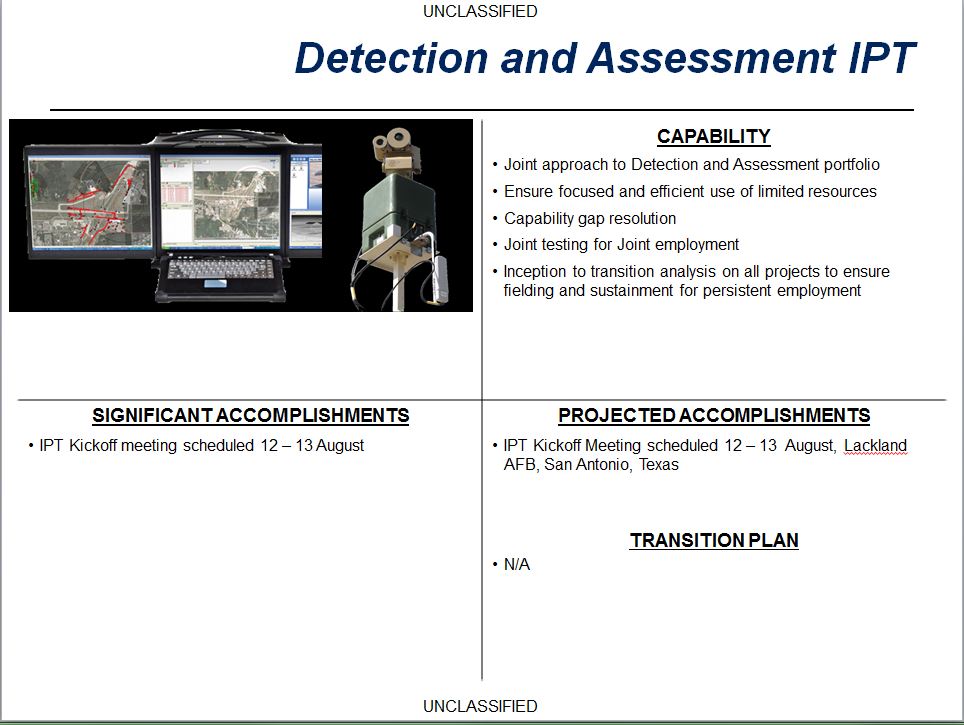 UNCLASSIFIED
Detection and Assessment IPT
CAPABILITY
• Joint approach to Detection and Assessment portfolio
• Ensure focused and efficient use of limited resources
• Capability gap resolution
• Joint testing for Joint employment
• Inception to transition analysis on all projects to ensure
fielding and sustainment for persistent employment
SIGNIFICANT ACCOMPLISHMENTS
• IPT Kickoff meeting scheduled 12 – 13 August
PROJECTED ACCOMPLISHMENTS
• IPT Kickoff Meeting scheduled 12 – 13  August, Lackland
AFB, San Antonio, Texas
TRANSITION PLAN
• N/A
UNCLASSIFIED